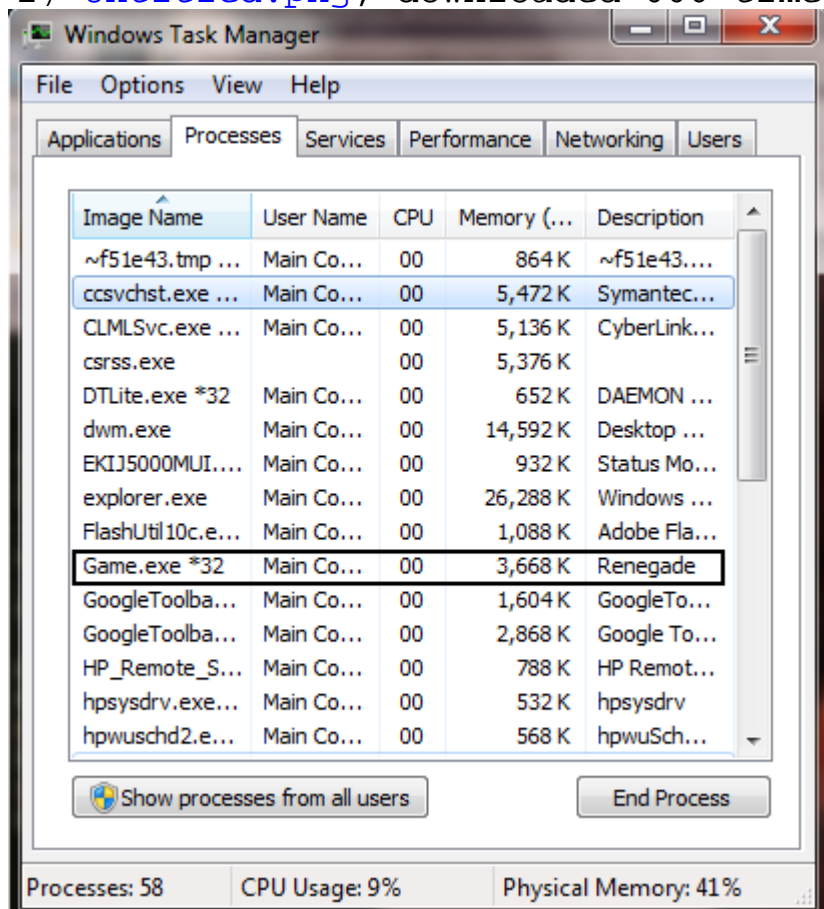 Windows Task Manager
File Options View Help
Applications Processes Services Performance Networking Users
Image Name User Name CPU Memory (... Description
~f51e43.tmp ... Main Co... 00 864 K ~f51e43....
ccsvchst.exe ... Main Co... 00 5,472 K Symantec...
CLMLSvc.exe ... Main Co... 00 5,136 K CyberLink...
csrss.exe 00 5,376 K
DTLite.exe *32 Main Co... 00 652 K DAEMON ...
dwm.exe Main Co... 00 14,592 K Desktop ...
EKIJ5000MUI.... Main Co... 00 932 K Status Mo...
explorer.exe Main Co... 00 26,288 K Windows ...
FlashUtil10c.e... Main Co... 00 1,088 K Adobe Fla...
Game.exe *32 Main Co... 00 3,668 K Renegade
GoogleToolba... Main Co... 00 1,604 K GoogleTo...
GoogleToolba... Main Co... 00 2,868 K Google To...
HP_Remote_S... Main Co... 00 788 K HP Remot...
hpsysdrv.exe... Main Co... 00 532 K hpsysdrv
hpwuschd2.e... Main Co... 00 568 K hpwuSch...
Show processes from all users End Process
Processes: 58 CPU Usage: 9% Physical Memory: 41%